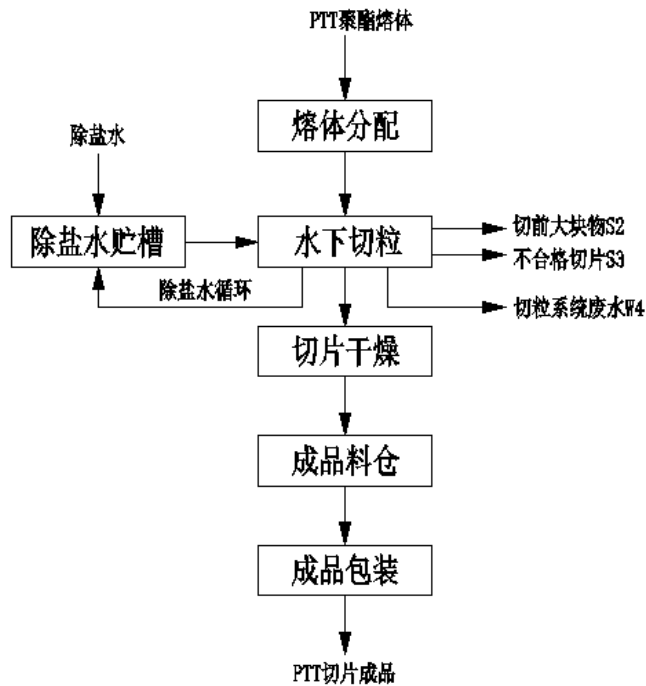 PTT聚酯熔体
熔体分配
除盐水
除盐水贮槽
水下切粒
切前大块物S2
不合格切片S3
除盐水循环
切粒系统废水W4
切片干燥
成品料仓
成品包装
PTT切片成品